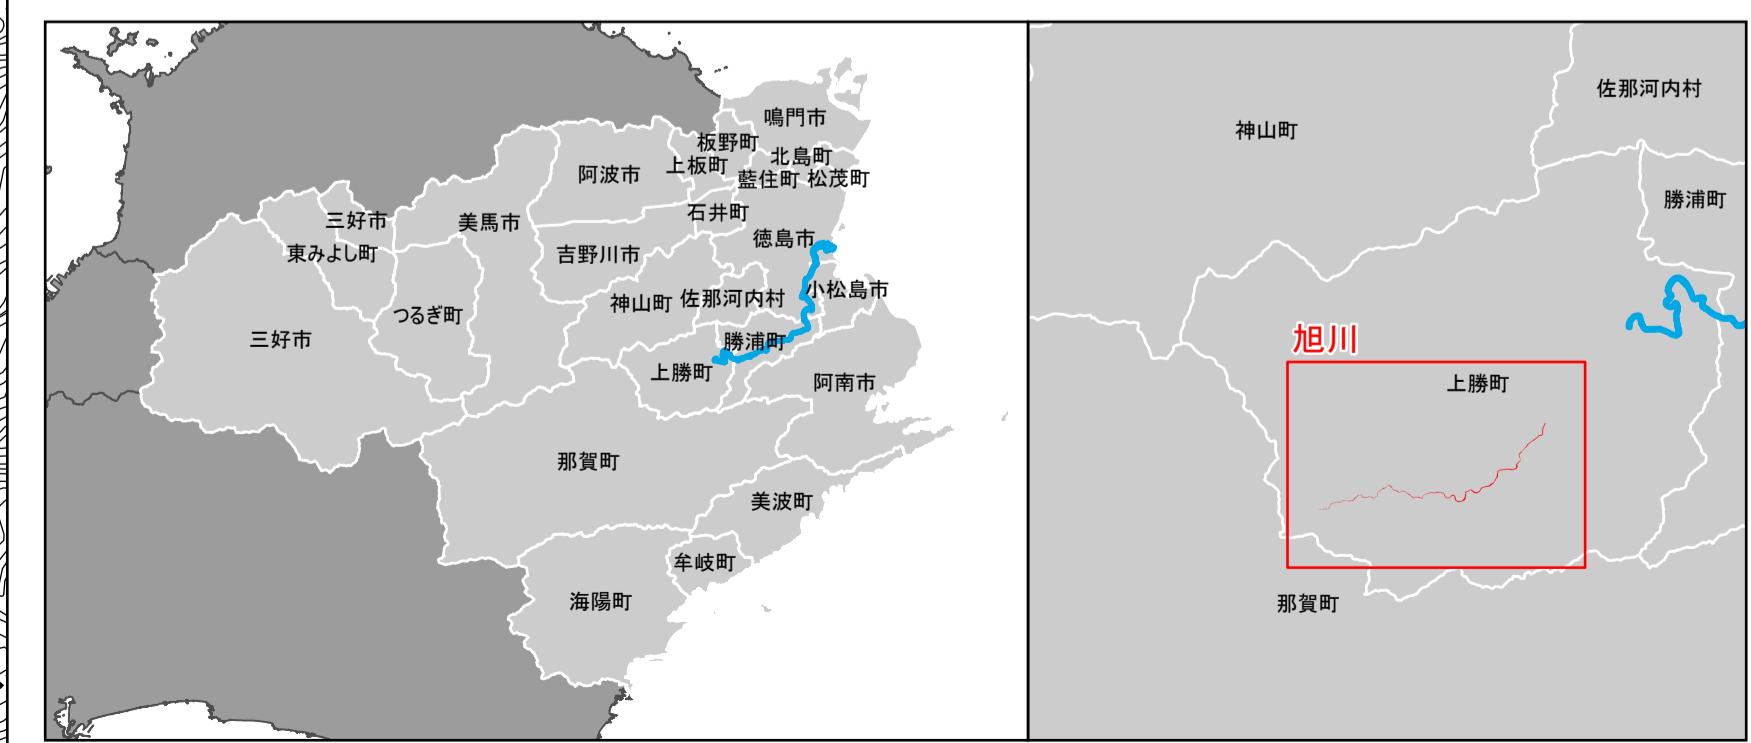 鳴門市
板野町
北島町
上板町
阿波市
藍住町
松茂町
石井町
三好市
美馬市
徳島市
東みよし町
吉野川市
小松島市
神山町
佐那河内村
つるぎ町
三好市
勝浦町
上勝町
阿南市
那賀町
美波町
牟岐町
海陽町
佐那河内村
神山町
勝浦町
旭川
上勝町
那賀町